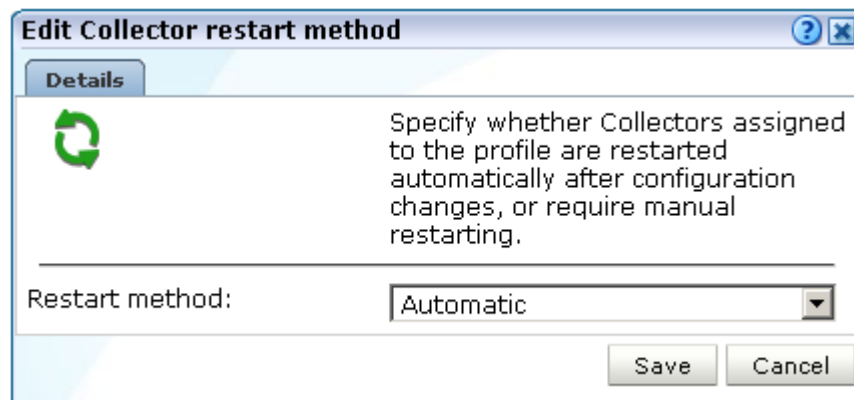 Edit Collector restart method
Details
Specify whether Collectors assigned
to the profile are restarted
automatically after configuration
changes, or require manual
restarting.
Restart method: Automatic
Save Cancel